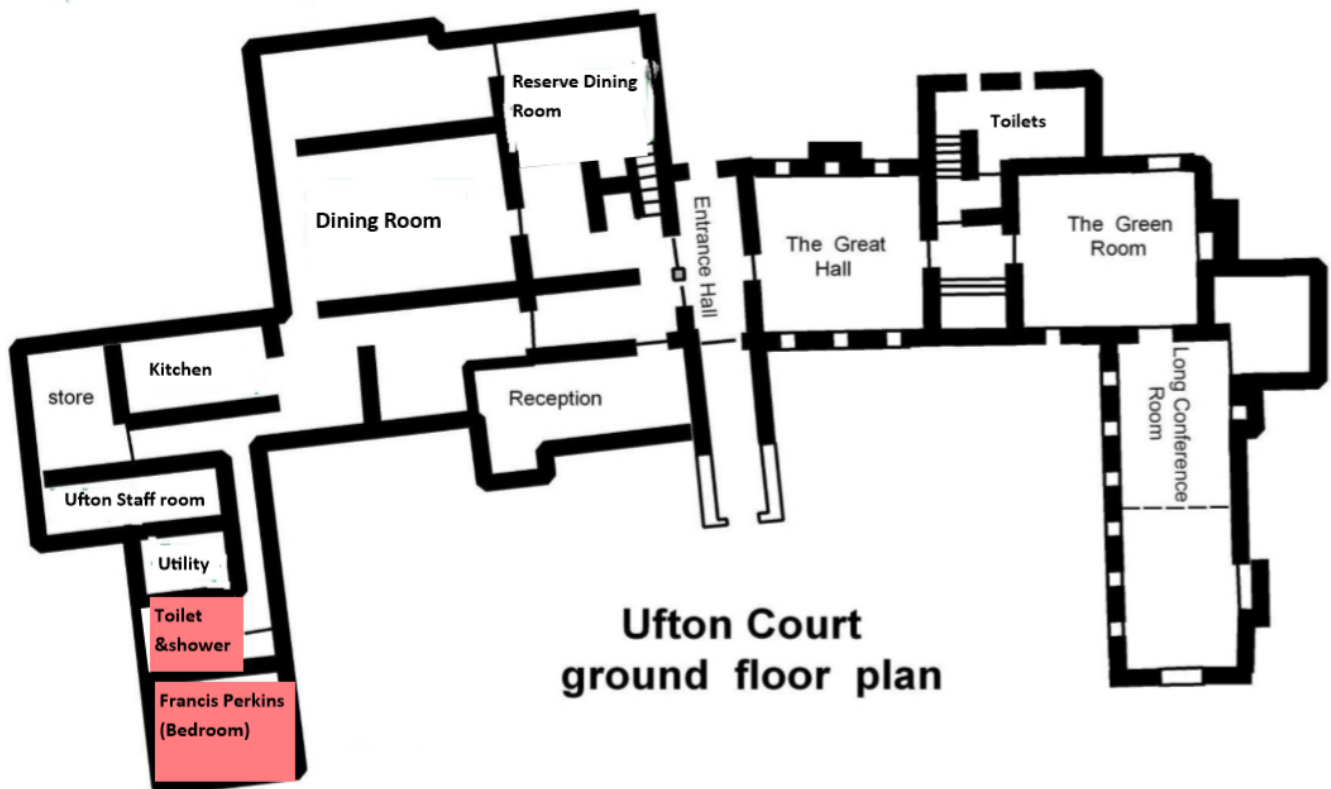 Reserve Dining
Room
Toilets
Dining Room
Entrance Hall
The Great
Hall
The Green
Room
Kitchen
store
Reception
Long Conference
Room
Ufton Staff room
Utility
Toilet
&shower
Francis Perkins
(Bedroom)
Ufton Court
ground floor plan